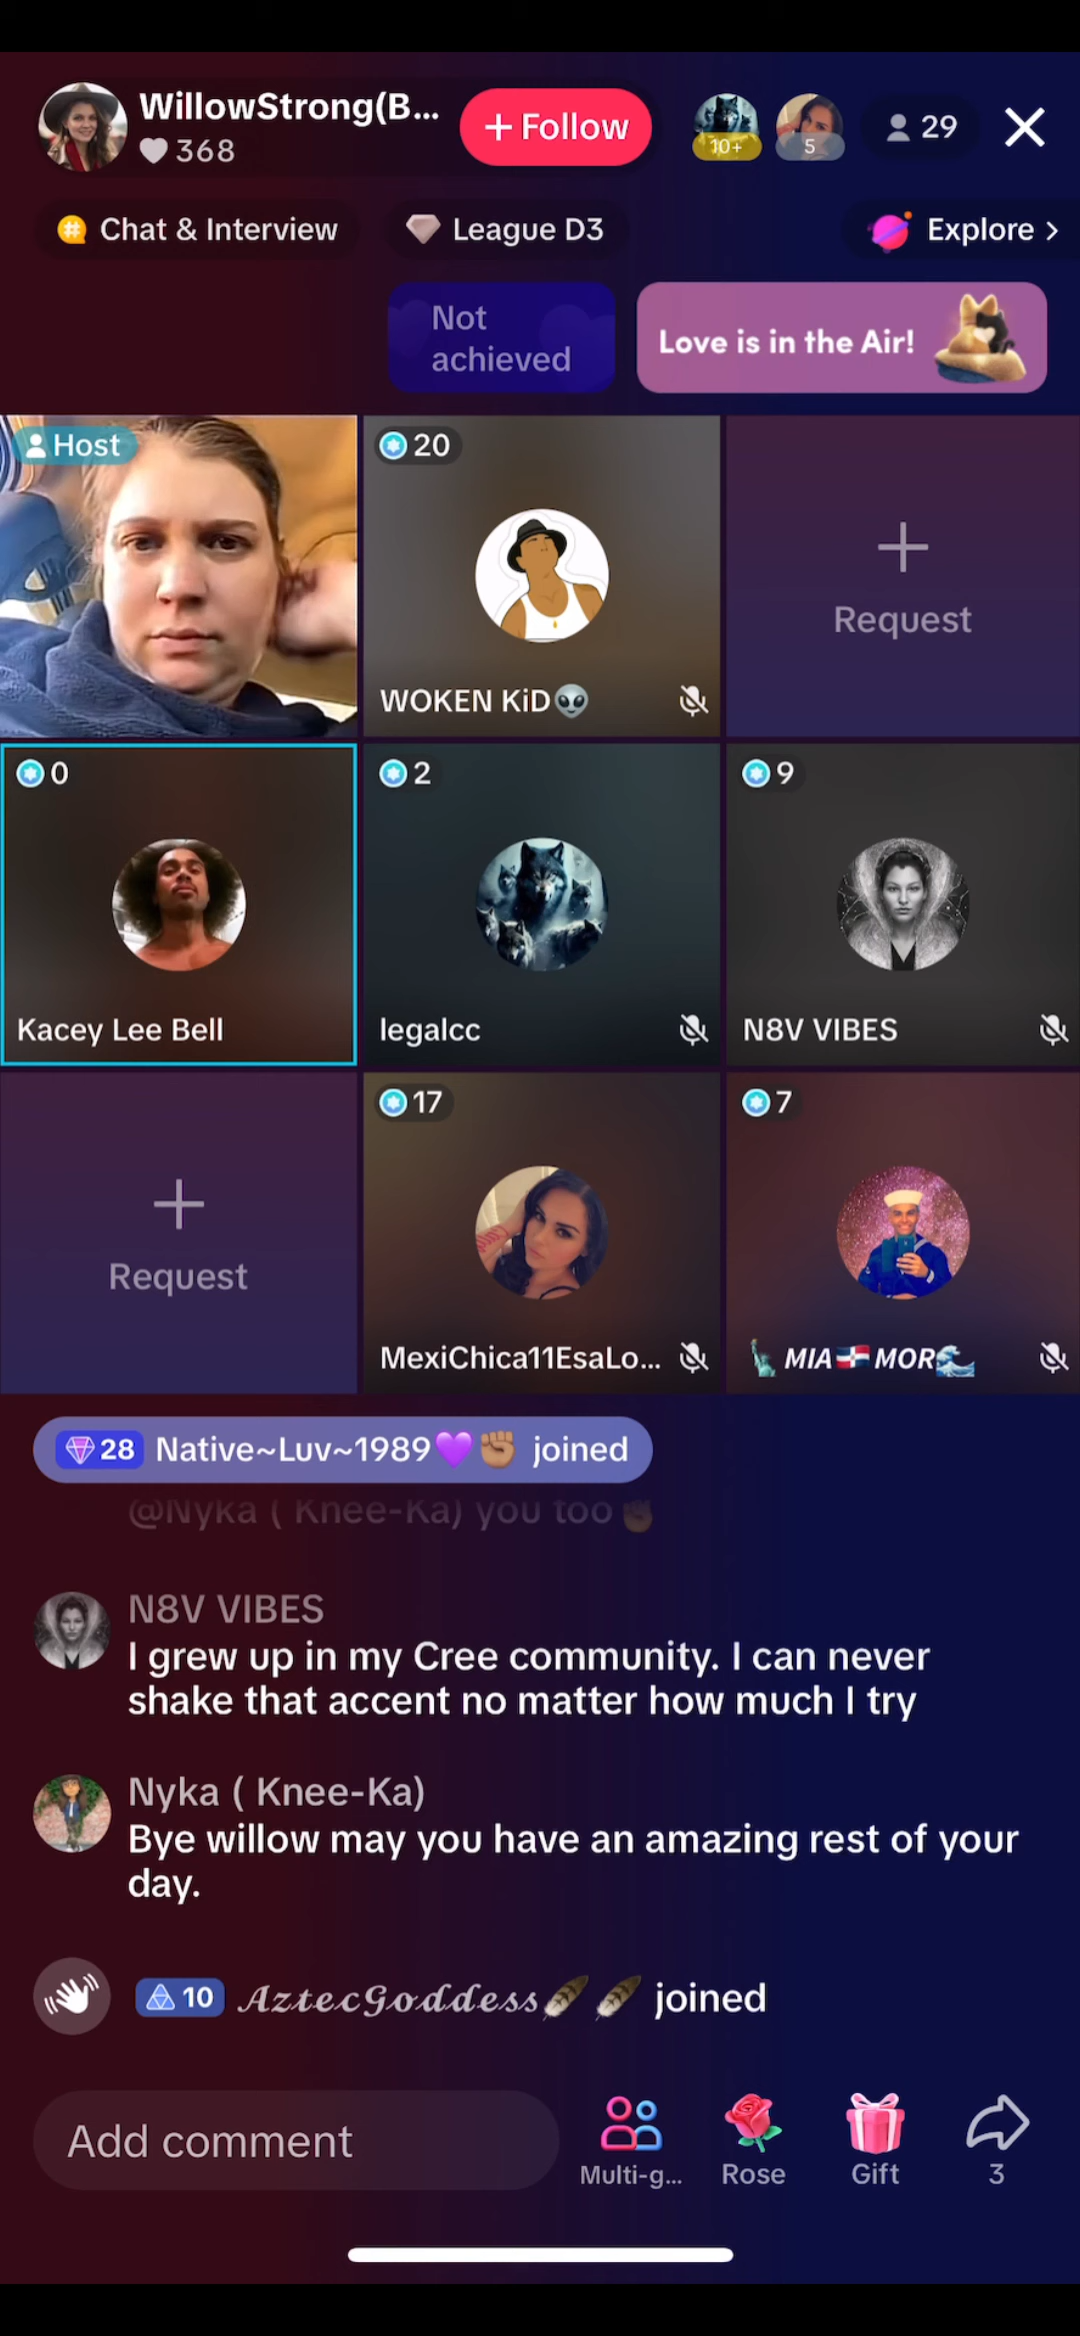 WillowStrong(B...
368
+ Follow
10+
5
29
Chat & Interview
League D3
Explore >
Not
achieved
Love is in the Air!
Host
20
WOKEN KiD👽
+
Request
0
Kacey Lee Bell
2
legalcc
9
N8V VIBES
+
Request
17
MexiChica11EsaLo...
7
🗽MIA🇩🇴MOR🌊
28 Native~Luv~1989💜✊🏽 joined
@Nyka ( Knee-Ka) you too✊🏽
N8V VIBES
I grew up in my Cree community. I can never
shake that accent no matter how much I try
Nyka ( Knee-Ka)
Bye willow may you have an amazing rest of your
day.
10 𝓐𝔃𝓽𝓮𝓬𝓖𝓸𝓭𝓭𝓮𝓼𝓼🪶🪶 joined
Add comment
Multi-g...
Rose
Gift
3